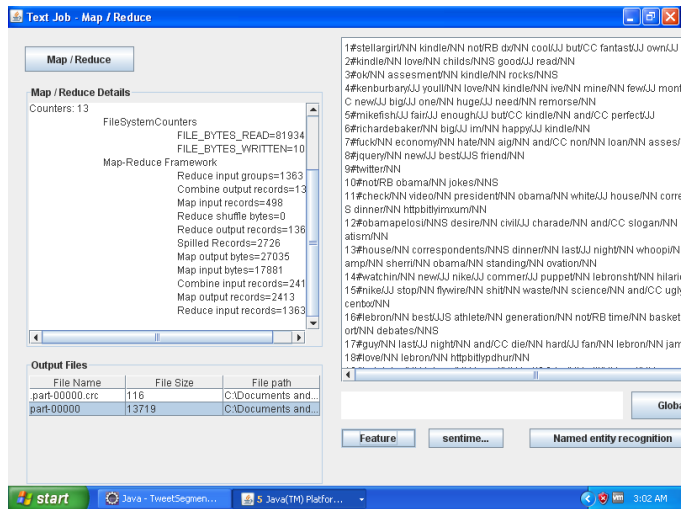 Text Job - Map / Reduce
Map / Reduce
Map / Reduce Details
Counters: 13
FileSystemCounters
FILE_BYTES_READ=81934
FILE_BYTES_WRITTEN=10
Map-Reduce Framework
Reduce input groups=1363
Combine output records=13
Map input records=498
Reduce shuffle bytes=0
Reduce output records=136
Spilled Records=2726
Map output bytes=27035
Map input bytes=17881
Combine input records=241
Map output records=2413
Reduce input records=1363
Output Files
File Name File Size File path
.part-00000.crc 116 C:\Documents and...
part-00000 13719 C:\Documents and...
1#stellargirl/NN kindle/NN not/RB dx/NN cool/JJ but/CC fantast/JJ own/JJ
2#kindle/NN love/NN childs/NNS good/JJ read/NN
3#ok/NN assesment/NN kindle/NN rocks/NNS
4#kenburbary/JJ youll/NN love/NN kindle/NN ive/NN mine/NN few/JJ mont
C new/JJ big/JJ one/NN huge/JJ need/NN remorse/NN
5#mikefish/JJ fair/JJ enough/JJ but/CC kindle/NN and/CC perfect/JJ
6#richardebaker/NN big/JJ im/NN happy/JJ kindle/NN
7#fuck/NN economy/NN hate/NN aig/NN and/CC non/NN loan/NN asses/
8#jquery/NN new/JJ best/JJS friend/NN
9#twitter/NN
10#not/RB obama/NN jokes/NNS
11#check/NN video/NN president/NN obama/NN white/JJ house/NN corre
S dinner/NN httpbitlyimxum/NN
12#obamapelosi/NNS desire/NN civil/JJ charade/NN and/CC slogan/NN
atism/NN
13#house/NN correspondents/NNS dinner/NN last/JJ night/NN whoopi/N
amp/NN sherri/NN obama/NN standing/NN ovation/NN
14#watchin/NN new/JJ nike/JJ commer/JJ puppet/NN lebronsht/NN hilari
15#nike/JJ stop/NN flywire/NN shit/NN waste/NN science/NN and/CC ugly
centxx/NN
16#lebron/NN best/JJS athlete/NN generation/NN not/RB time/NN basket
ort/NN debates/NNS
17#guy/NN last/JJ night/NN and/CC die/NN hard/JJ fan/NN lebron/NN jam
18#love/NN lebron/NN httpbitlypdhur/NN
Globa
Feature sentime... Named entity recognition
start Java - TweetSegmen... 5 Java(TM) Platfor... 3:02 AM